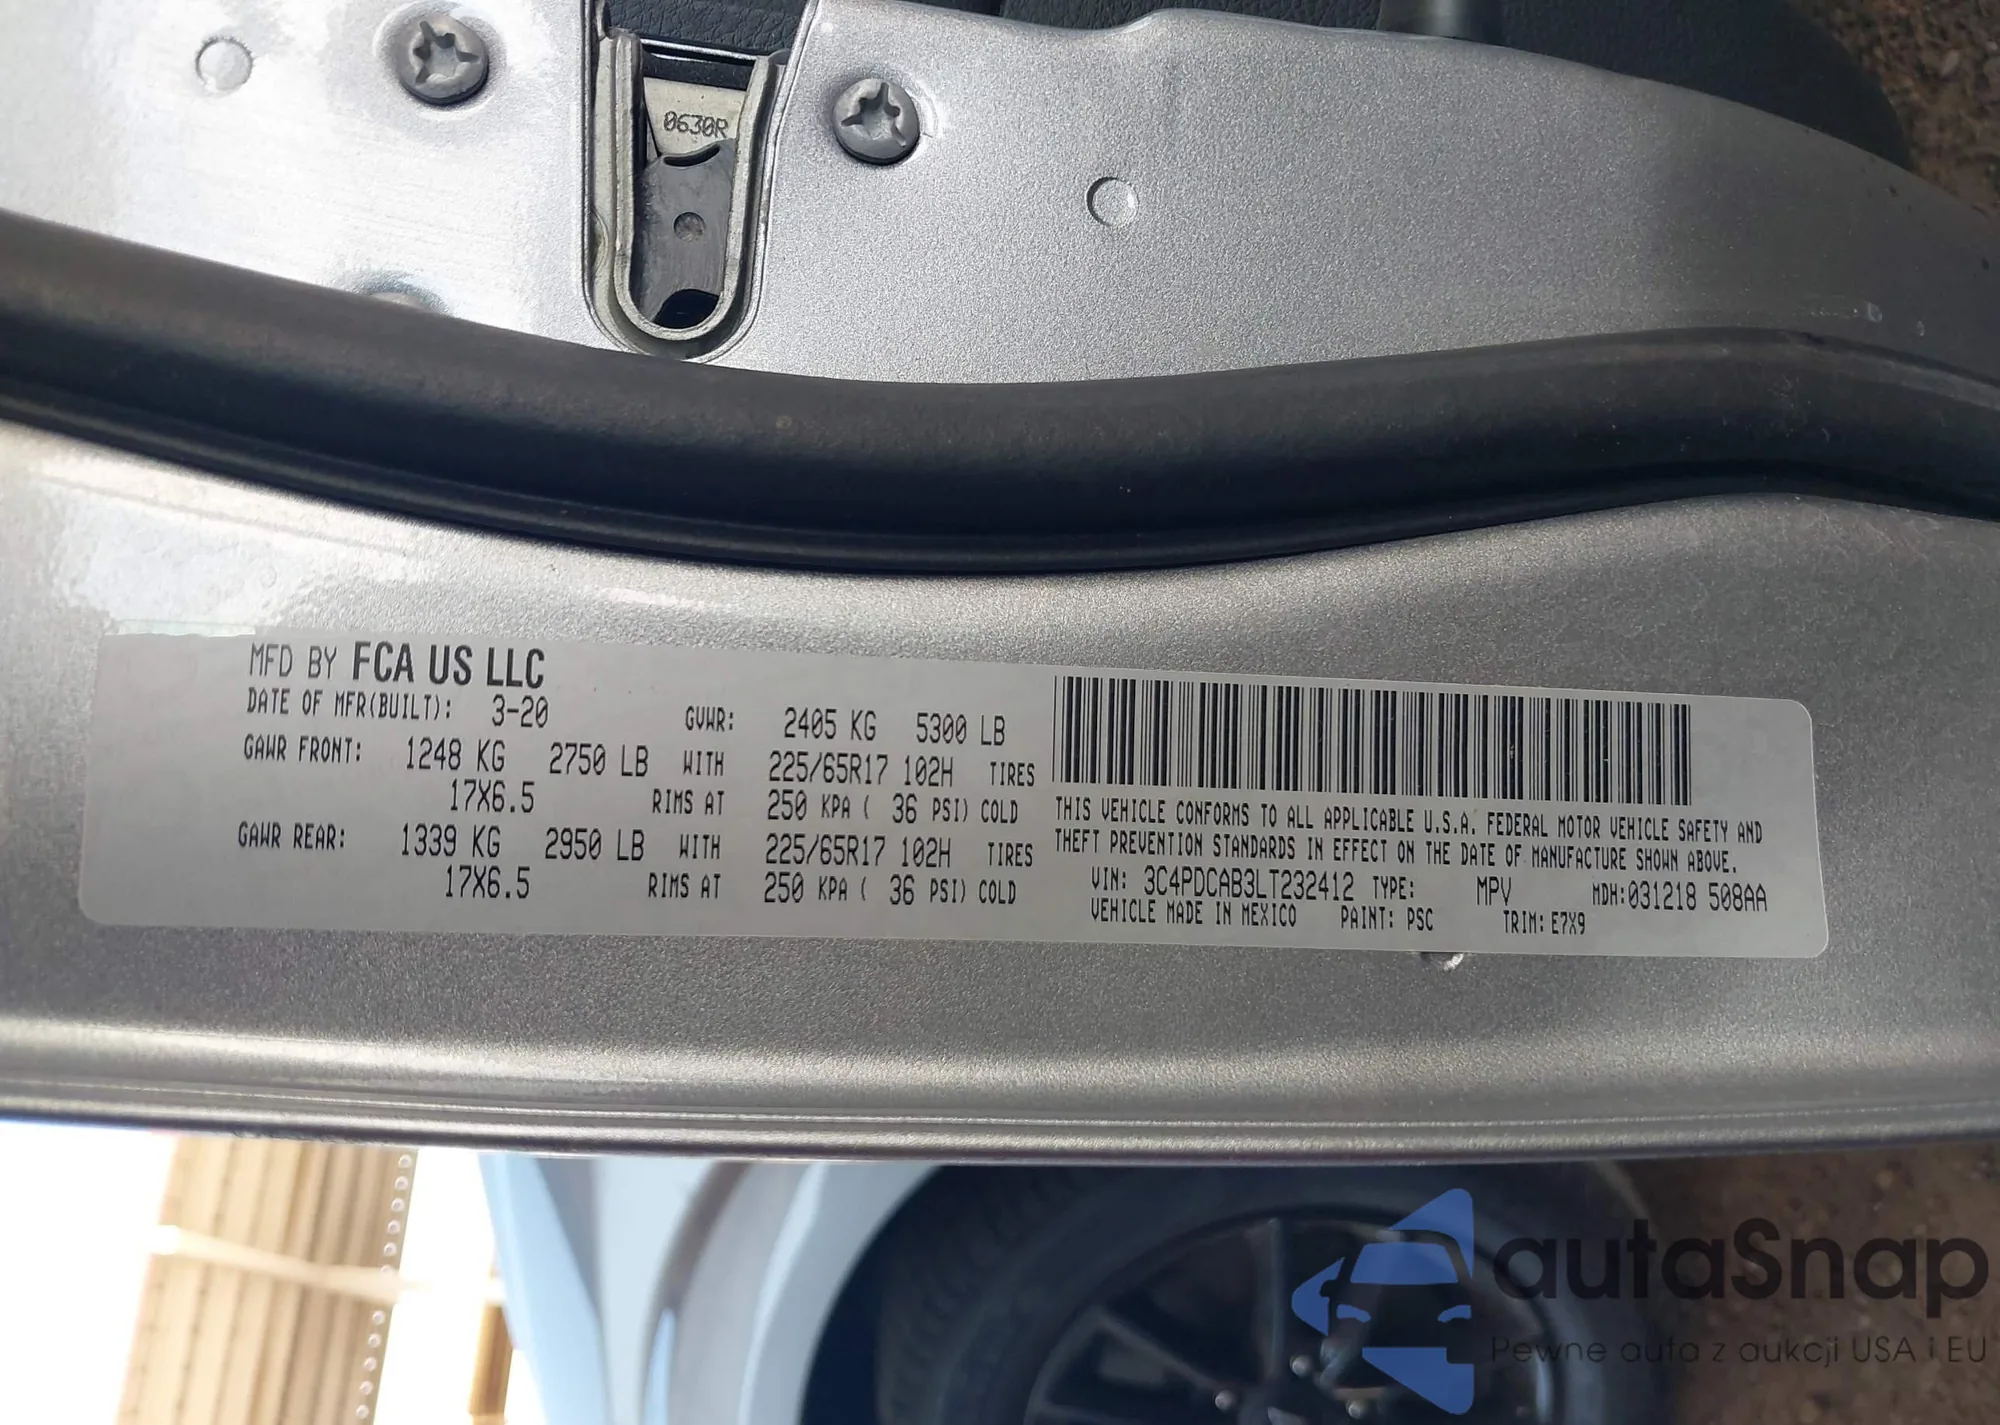 0630R
MFD BY FCA US LLC
DATE OF MFR(BUILT): 3-20 GVWR: 2405 KG 5300 LB
GAWR FRONT: 1248 KG 2750 LB WITH 225/65R17 102H TIRES
17X6.5 RIMS AT 250 KPA ( 36 PSI) COLD
GAWR REAR: 1339 KG 2950 LB WITH 225/65R17 102H TIRES
17X6.5 RIMS AT 250 KPA ( 36 PSI) COLD
THIS VEHICLE CONFORMS TO ALL APPLICABLE U.S.A. FEDERAL MOTOR VEHICLE SAFETY AND
THEFT PREVENTION STANDARDS IN EFFECT ON THE DATE OF MANUFACTURE SHOWN ABOVE.
VIN: 3C4PDCAB3LT232412 TYPE: MPV MDH:031218 508AA
VEHICLE MADE IN MEXICO PAINT: PSC TRIM: E7X9
autaSnap
Pewne auta z aukcji USA i EU